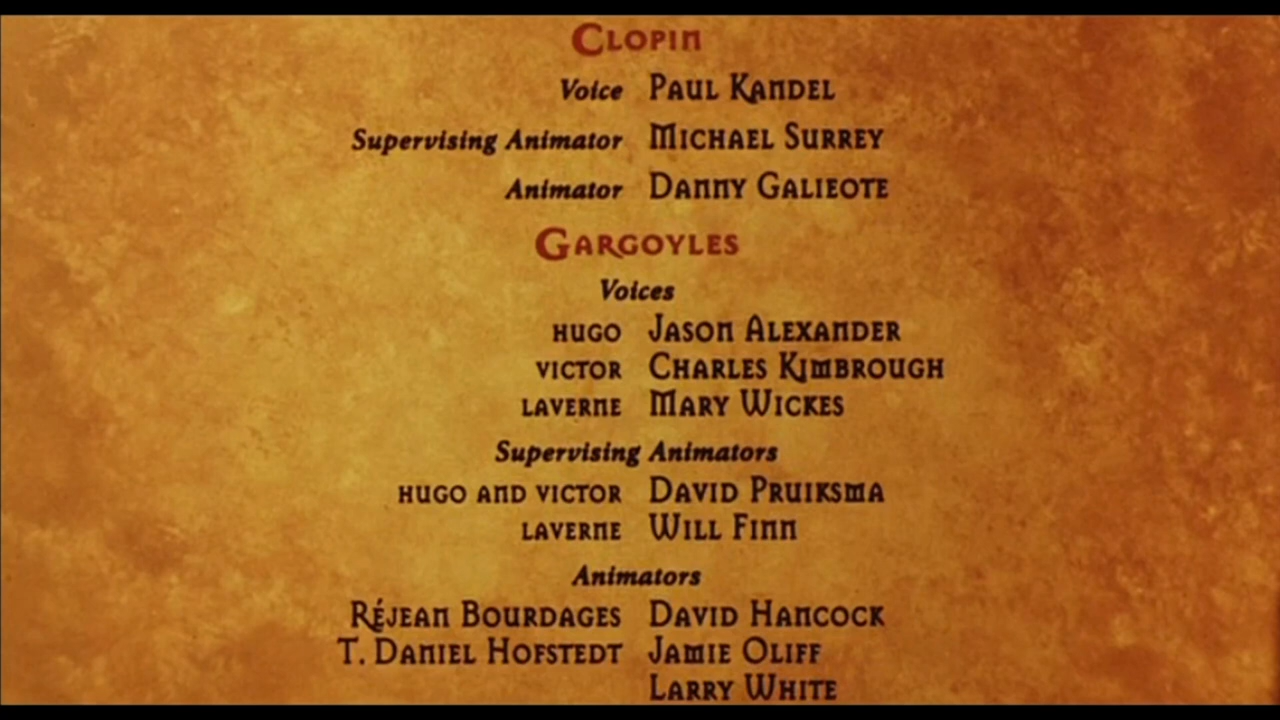 CLOPIN
Voice PAUL KANDEL
Supervising Animator MICHAEL SURREY
Animator DANNY GALIEOTE
GARGOYLES
Voices
HUGO JASON ALEXANDER
VICTOR CHARLES KIMBROUGH
LAVERNE MARY WICKES
Supervising Animators
HUGO AND VICTOR DAVID PRUIKSMA
LAVERNE WILL FINN
Animators
RÉJEAN BOURDAGES DAVID HANCOCK
T. DANIEL HOFSTEDT JAMIE OLIFF
LARRY WHITE